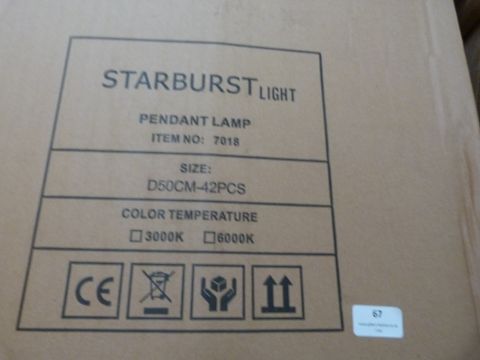 STARBURST LIGHT
PENDANT LAMP
ITEM NO: 7018
SIZE:
D50CM-42PCS
COLOR TEMPERATURE
3000K 6000K
CE
67